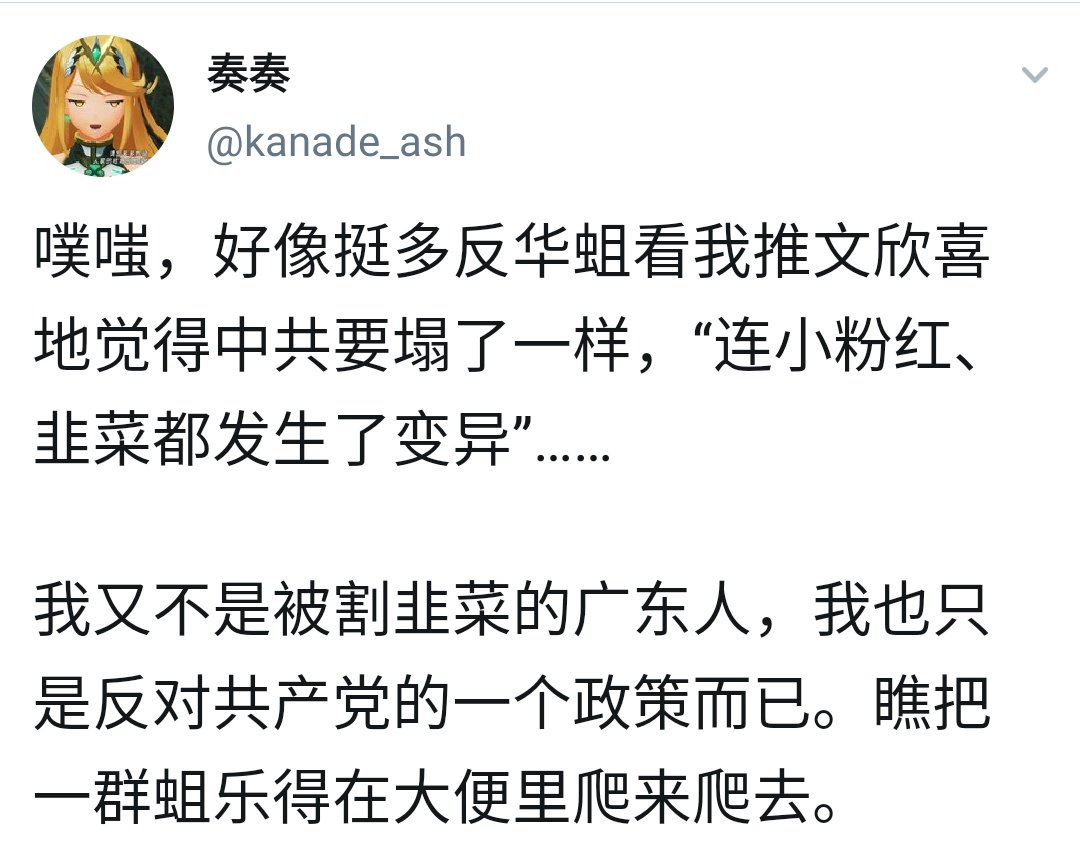 奏奏
@kanade_ash
噗嗤，好像挺多反华蛆看我推文欣喜
地觉得中共要塌了一样，“连小粉红、
韭菜都发生了变异”……
我又不是被割韭菜的广东人，我也只
是反对共产党的一个政策而已。瞧把
一群蛆乐得在大便里爬来爬去。